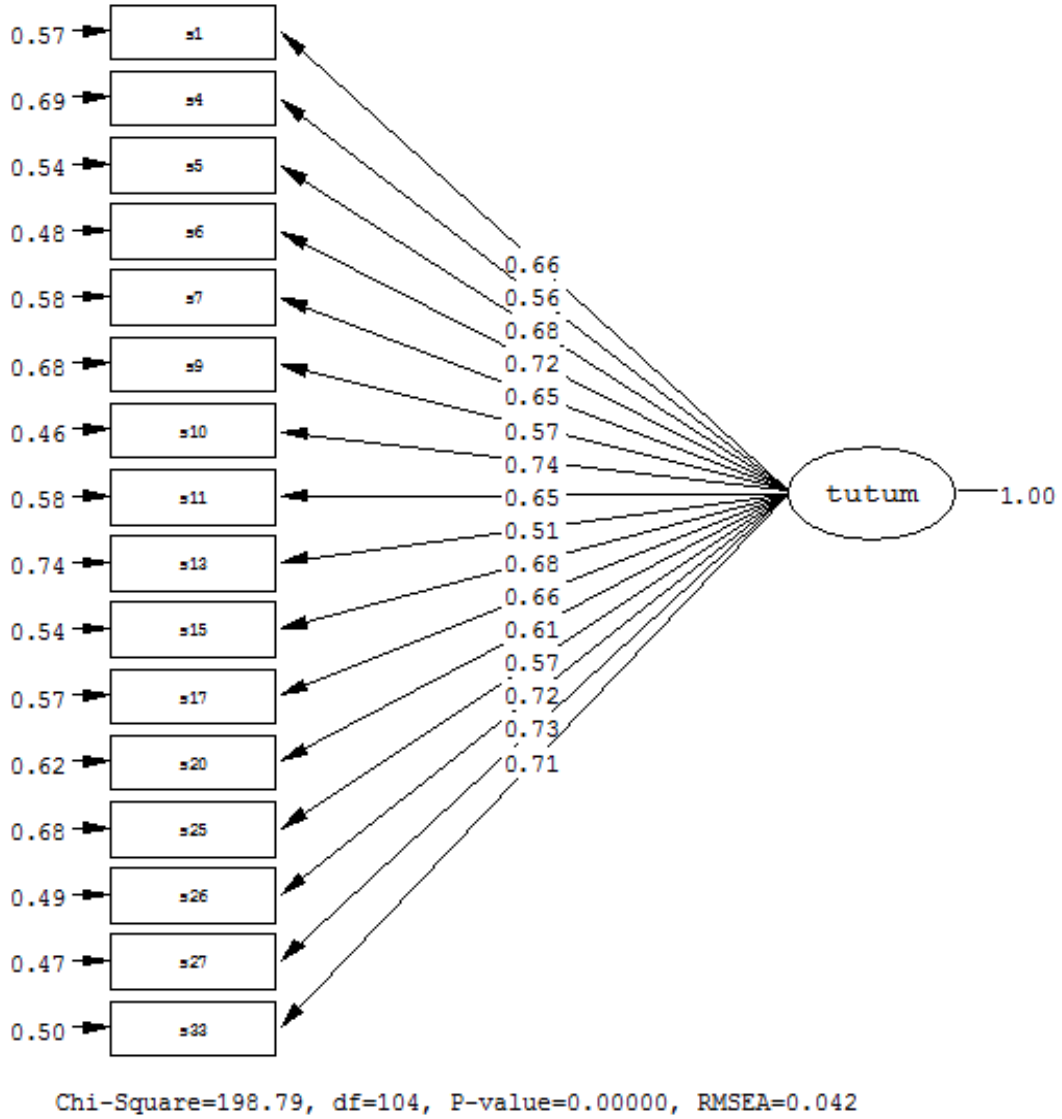 0.57 s1
0.69 s4
0.54 s5
0.48 s6
0.58 s7
0.66
0.56
0.68
0.72
0.65
0.68 s9
0.46 s10
0.57
0.74
0.58 s11
0.65
tutum 1.00
0.74 s13
0.51
0.68
0.54 s15
0.66
0.61
0.57 s17
0.57
0.72
0.73
0.62 s20
0.71
0.68 s25
0.49 s26
0.47 s27
0.50 s33
Chi-Square=198.79, df=104, P-value=0.00000, RMSEA=0.042